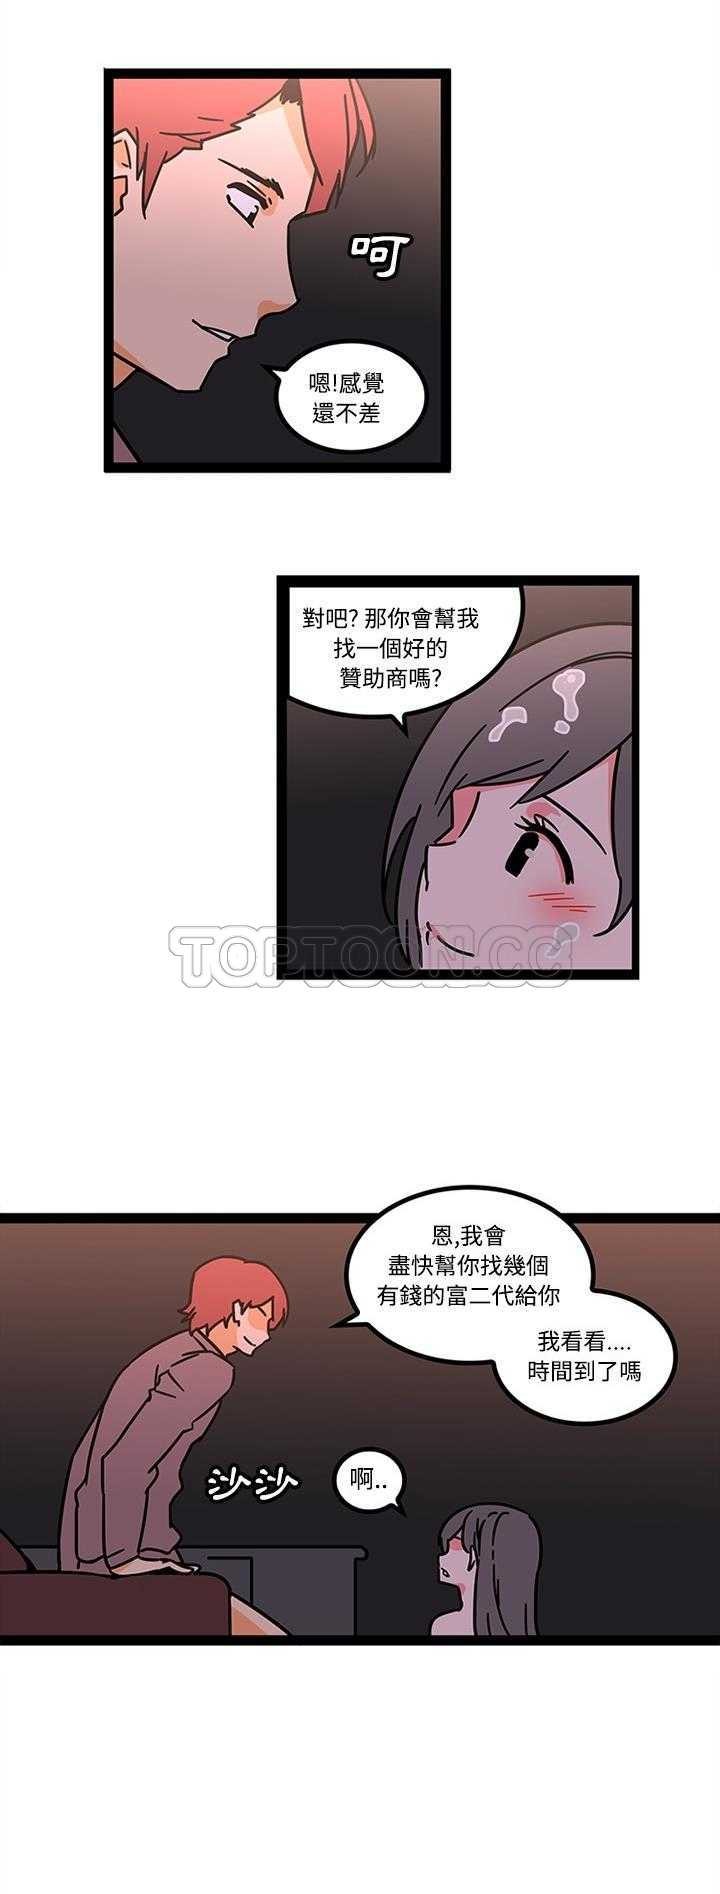 呵
嗯!感覺
還不差
對吧? 那你會幫我
找一個好的
贊助商嗎?
TOPTOON.CC
恩,我會
盡快幫你找幾個
有錢的富二代給你
我看看....
時間到了嗎
沙沙
啊..